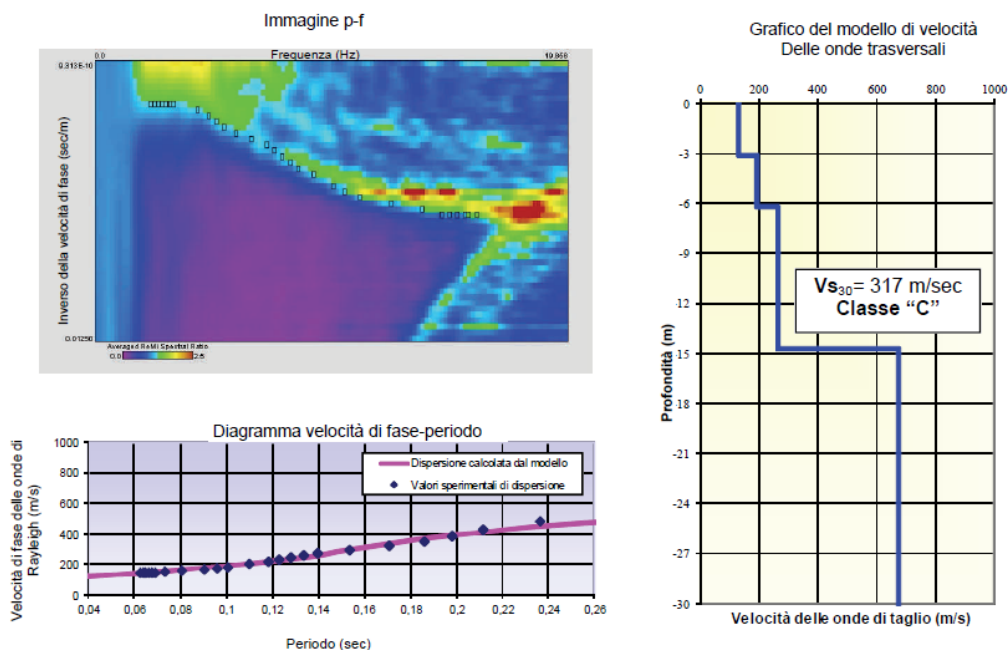 Immagine p-f
0.0
Frequenza (Hz)
19.958
9.313E-10
Inverso della velocità di fase (sec/m)
0.01250
Averaged ReMi Spectral Ratio
0.0
2.5
Diagramma velocità di fase-periodo
Velocità di fase delle onde di
Rayleigh (m/s)
1000
800
600
400
200
0
Dispersione calcolata dal modello
Valori sperimentali di dispersione
0,04
0,06
0,08
0,1
0,12
0,14
0,16
0,18
0,2
0,22
0,24
0,26
Periodo (sec)
Grafico del modello di velocità
Delle onde trasversali
0
200
400
600
800
1000
Profondità (m)
0
-3
-6
-9
-12
-15
-18
-21
-24
-27
-30
Vs30= 317 m/sec
Classe “C”
Velocità delle onde di taglio (m/s)